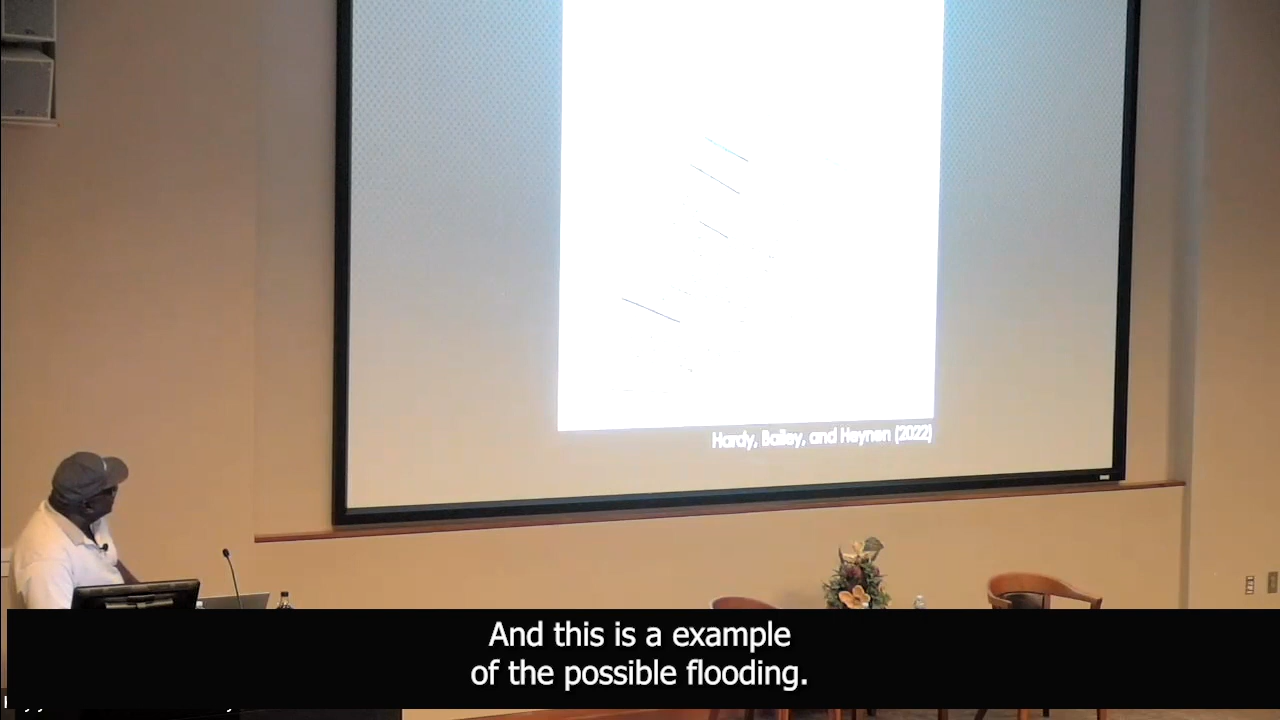 Hardy, Bailey, and Heynen (2022)
And this is a example
of the possible flooding.